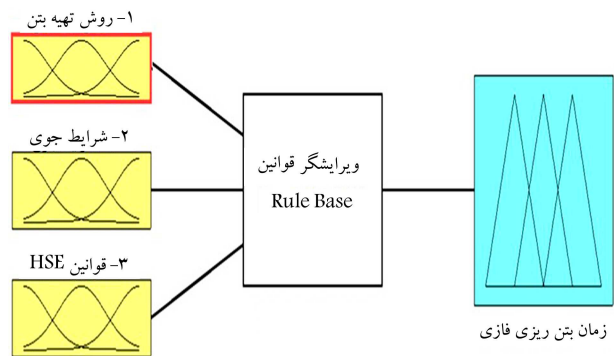 ۱- روش تهیه بتن
۲- شرایط جوی
۳- قوانین HSE
ویرایشگر قوانین
Rule Base
زمان بتن ریزی فازی